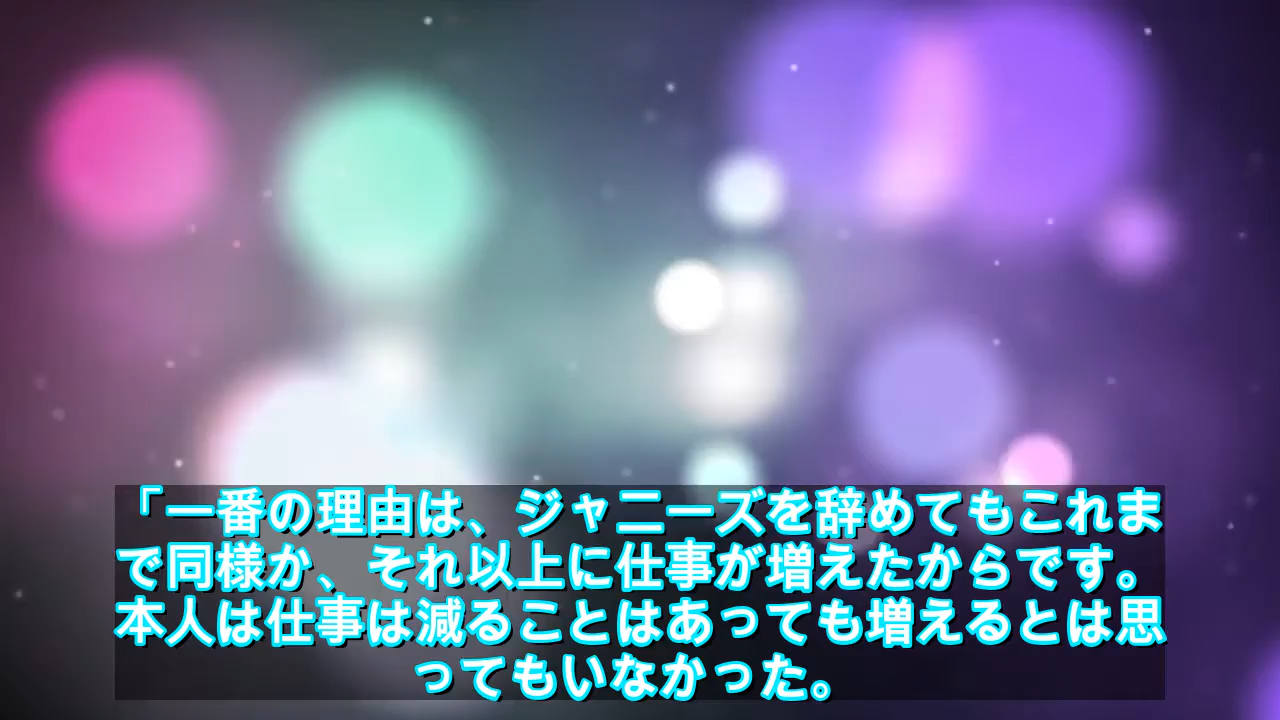 「一番の理由は、ジャニーズを辞めてもこれま
で同様か、それ以上に仕事が増えたからです。
本人は仕事は減ることはあっても増えるとは思
ってもいなかった。